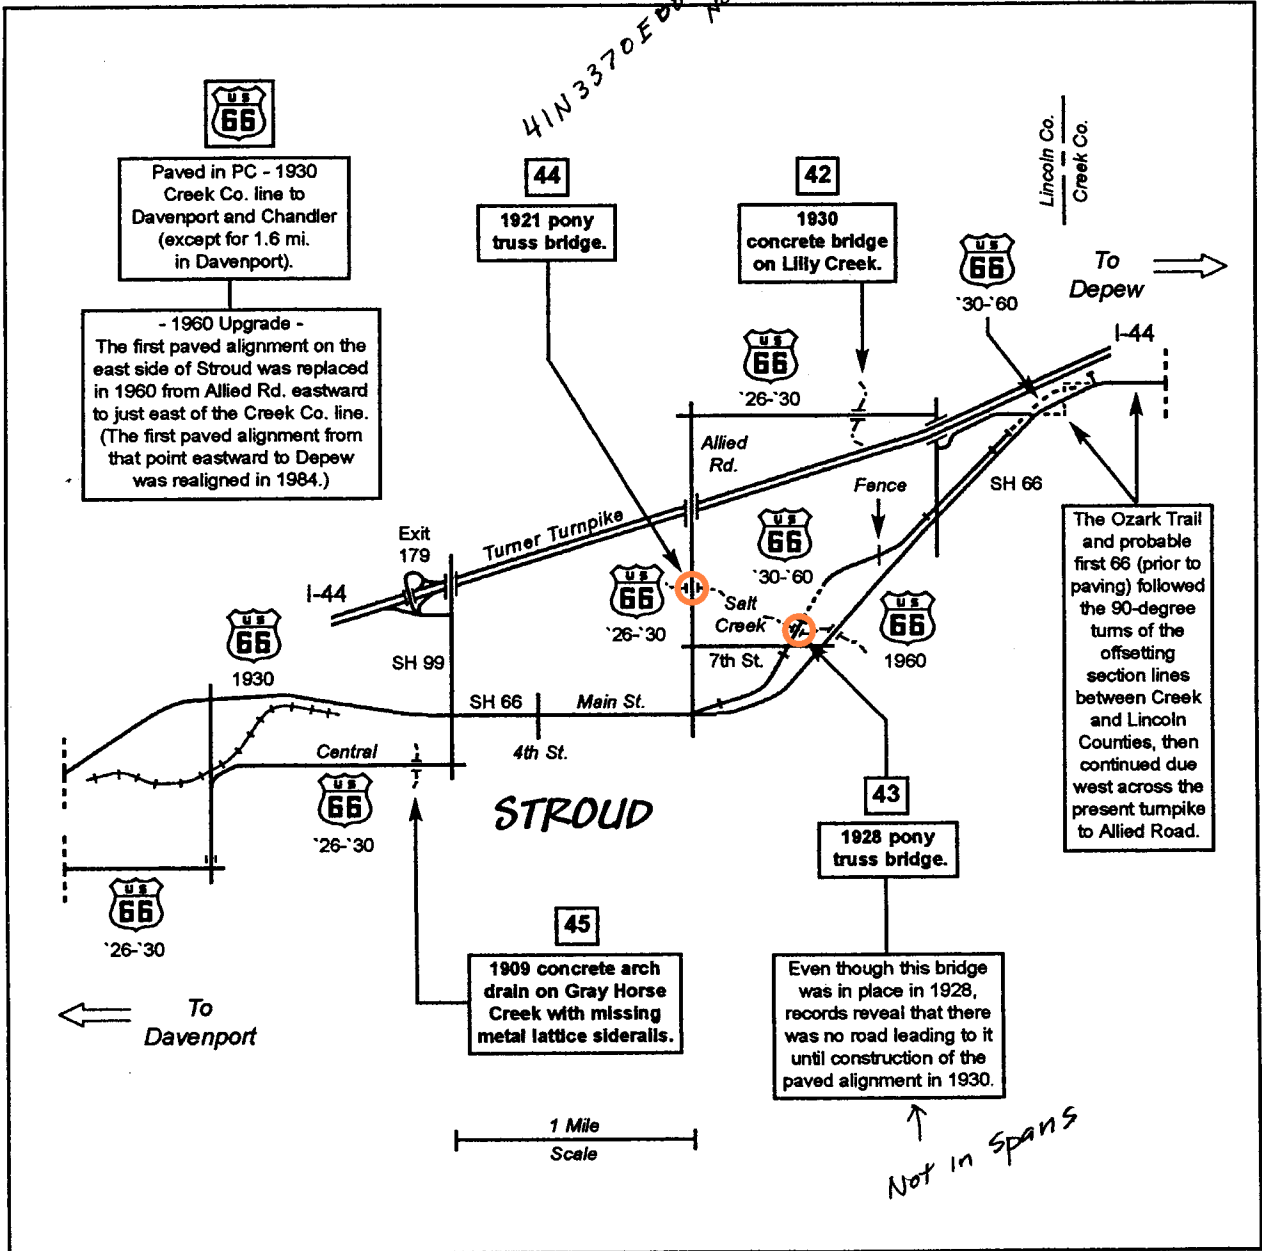 41N3370E00
US
66
Paved in PC - 1930
Creek Co. line to
Davenport and Chandler
(except for 1.6 mi.
in Davenport).
- 1960 Upgrade -
The first paved alignment on the
east side of Stroud was replaced
in 1960 from Allied Rd. eastward
to just east of the Creek Co. line.
(The first paved alignment from
that point eastward to Depew
was realigned in 1984.)
44
1921 pony
truss bridge.
42
1930
concrete bridge
on Lilly Creek.
Lincoln Co.
Creek Co.
US
66
'30-'60
To
Depew
I-44
US
66
'26-'30
Allied
Rd.
Fence
SH 66
Exit
179
Turner Turnpike
I-44
US
66
'30-'60
US
66
'26-'30
Salt
Creek
7th St.
US
66
1960
The Ozark Trail
and probable
first 66 (prior to
paving) followed
the 90-degree
turns of the
offsetting
section lines
between Creek
and Lincoln
Counties, then
continued due
west across the
present turnpike
to Allied Road.
US
66
1930
SH 99
SH 66
Main St.
4th St.
Central
US
66
'26-'30
STROUD
43
1928 pony
truss bridge.
US
66
'26-'30
45
1909 concrete arch
drain on Gray Horse
Creek with missing
metal lattice siderails.
Even though this bridge
was in place in 1928,
records reveal that there
was no road leading to it
until construction of the
paved alignment in 1930.
To
Davenport
1 Mile
Scale
Not in Spans